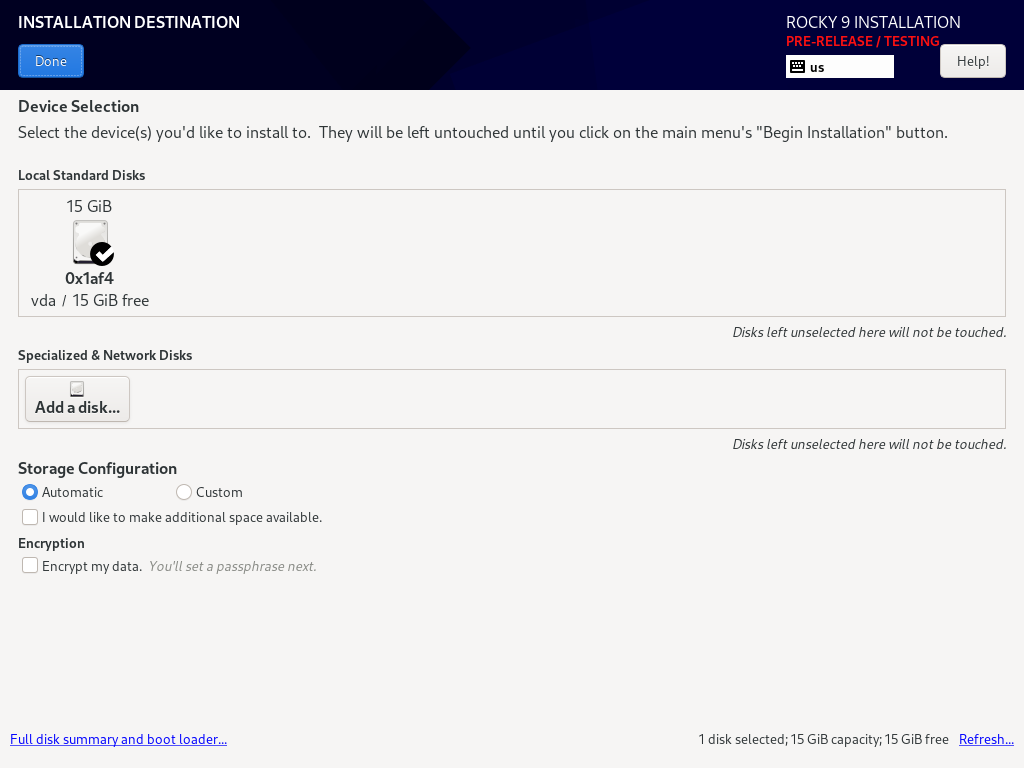 INSTALLATION DESTINATION
Done
ROCKY 9 INSTALLATION
PRE-RELEASE / TESTING
us
Help!
Device Selection
Select the device(s) you'd like to install to.  They will be left untouched until you click on the main menu's "Begin Installation" button.
Local Standard Disks
15 GiB
0x1af4
vda / 15 GiB free
Disks left unselected here will not be touched.
Specialized & Network Disks
Add a disk...
Disks left unselected here will not be touched.
Storage Configuration
Automatic Custom
I would like to make additional space available.
Encryption
Encrypt my data. You'll set a passphrase next.
Full disk summary and boot loader... 1 disk selected; 15 GiB capacity; 15 GiB free Refresh...